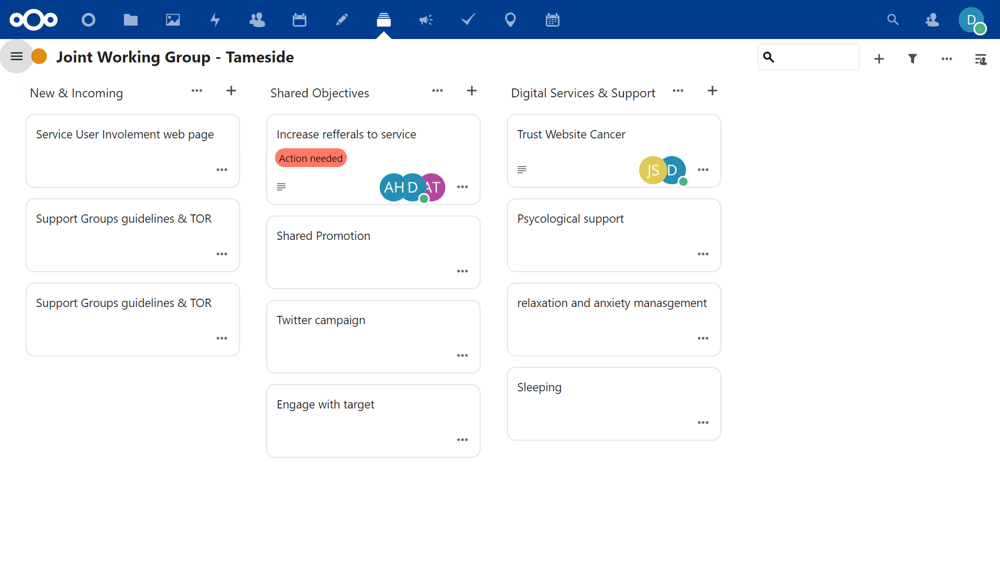 D
Joint Working Group - Tameside
New & Incoming
Service User Involement web page
Support Groups guidelines & TOR
Support Groups guidelines & TOR
Shared Objectives
Increase refferals to service
Action needed
AH D AT
Shared Promotion
Twitter campaign
Engage with target
Digital Services & Support
Trust Website Cancer
JS D
Psycological support
relaxation and anxiety manasgement
Sleeping